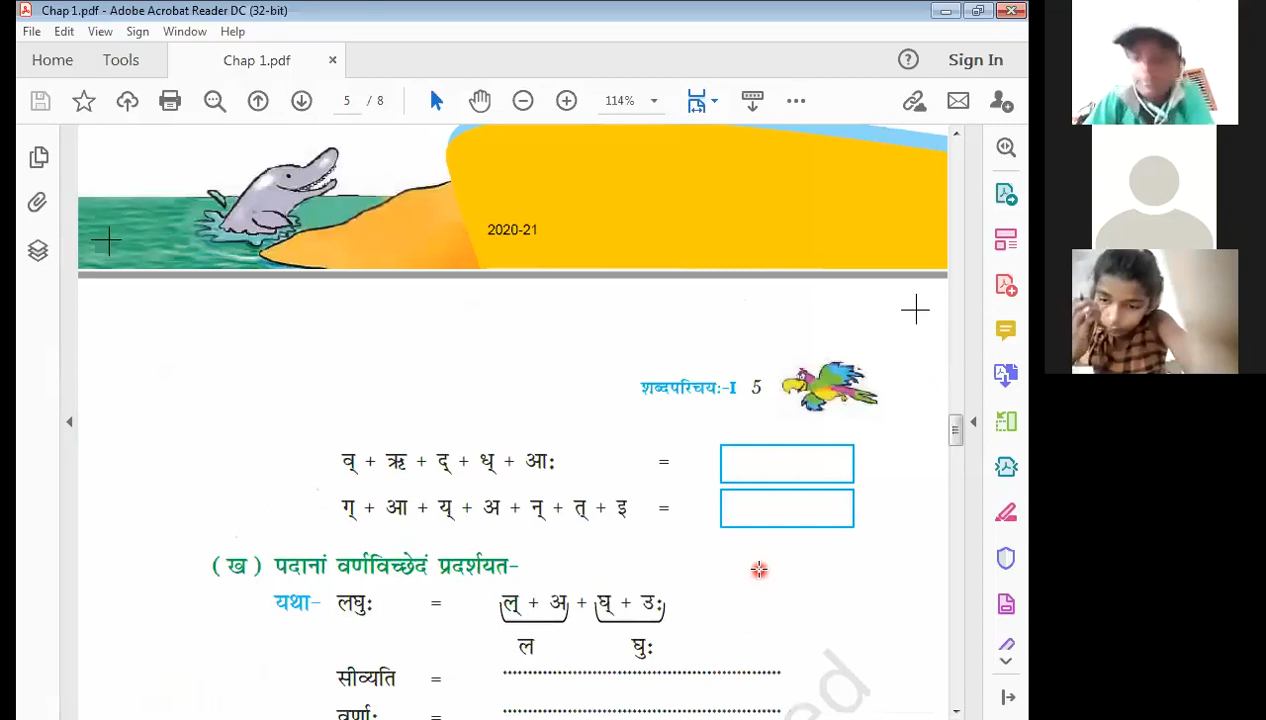 Chap 1.pdf - Adobe Acrobat Reader DC (32-bit)
File Edit View Sign Window Help
Home Tools Chap 1.pdf × Sign In
5 / 8 114%
2020-21
शब्दपरिचयः-I 5
व् + ऋ + द् + ध् + आः =
ग् + आ + य् + अ + न् + त् + इ =
( ख ) पदानां वर्णविच्छेदं प्रदर्शयत-
यथा- लघुः = ल् + अ + घ् + उः
ल घुः
सीव्यति = ..........................................
वर्णाः = ..........................................